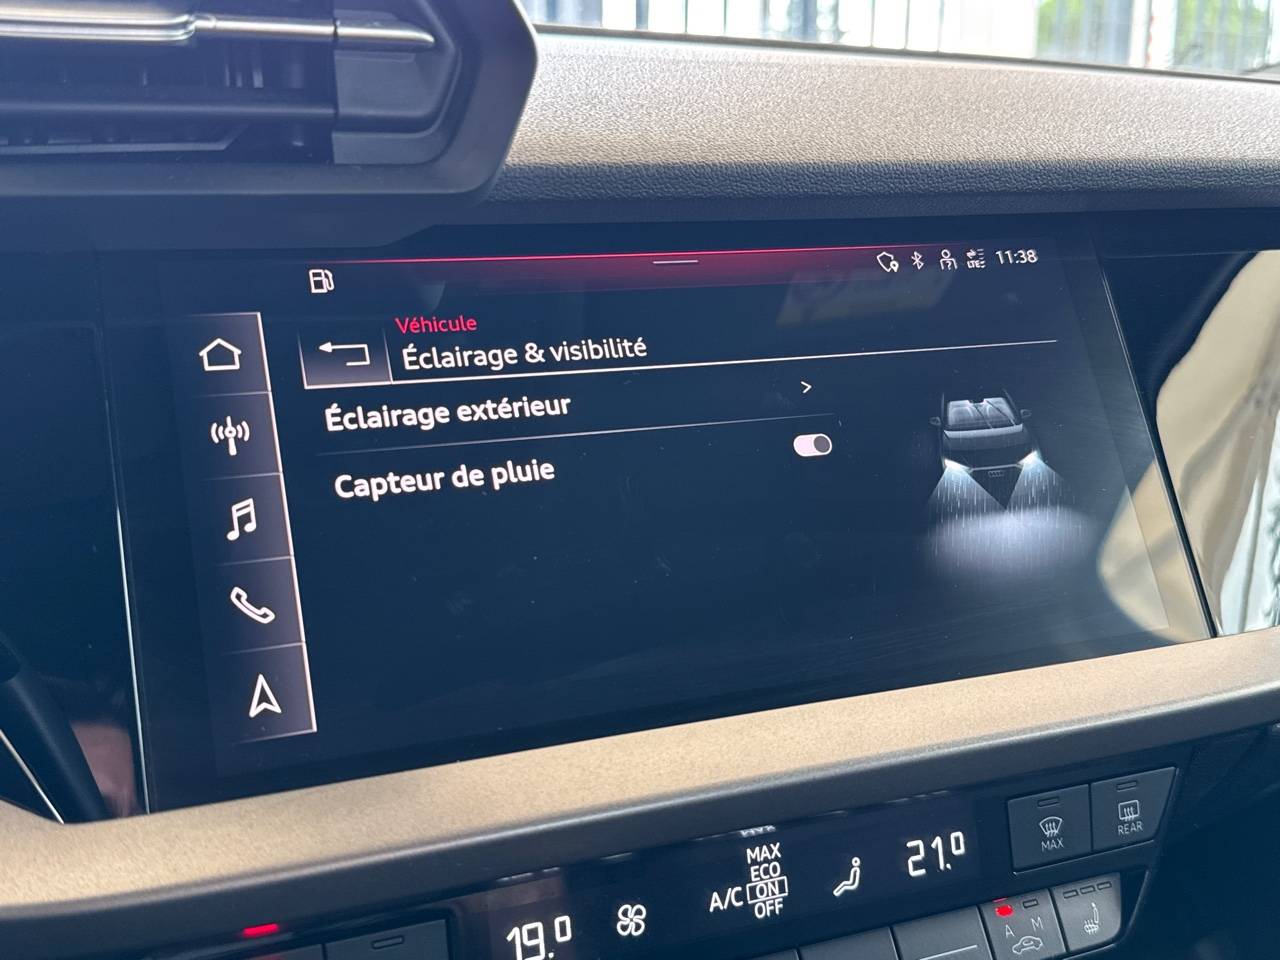 LTE
11:38
Véhicule
Éclairage & visibilité
Éclairage extérieur
Capteur de pluie
MAX
REAR
MAX
ECO
A/C ON
OFF
21.0
19.0
A M